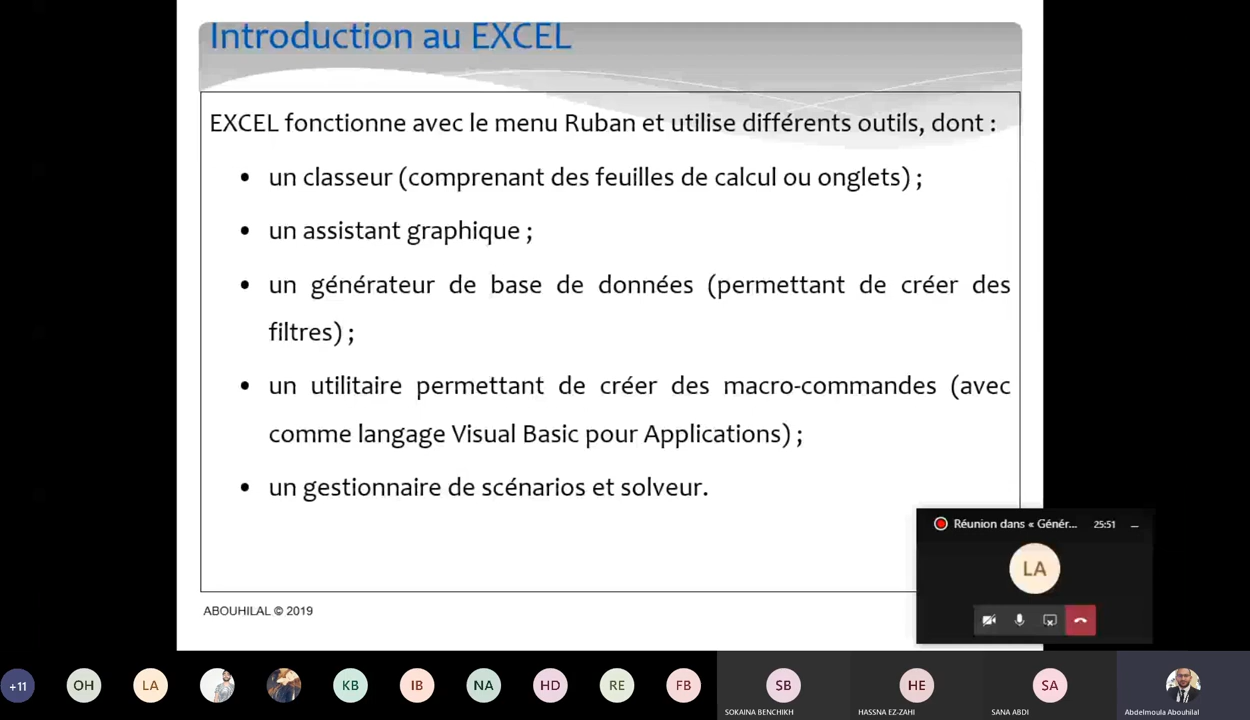 Introduction au EXCEL
EXCEL fonctionne avec le menu Ruban et utilise différents outils, dont :
• un classeur (comprenant des feuilles de calcul ou onglets) ;
• un assistant graphique ;
• un générateur de base de données (permettant de créer des
filtres) ;
• un utilitaire permettant de créer des macro-commandes (avec
comme langage Visual Basic pour Applications) ;
• un gestionnaire de scénarios et solveur.
Réunion dans « Génér... 25:51
LA
ABOUHILAL © 2019
+11 OH LA KB IB NA HD RE FB SB HE SA
SOKAINA BENCHIKH HASSNA EZ-ZAHI SANA ABDI Abdelmoula Abouhilal